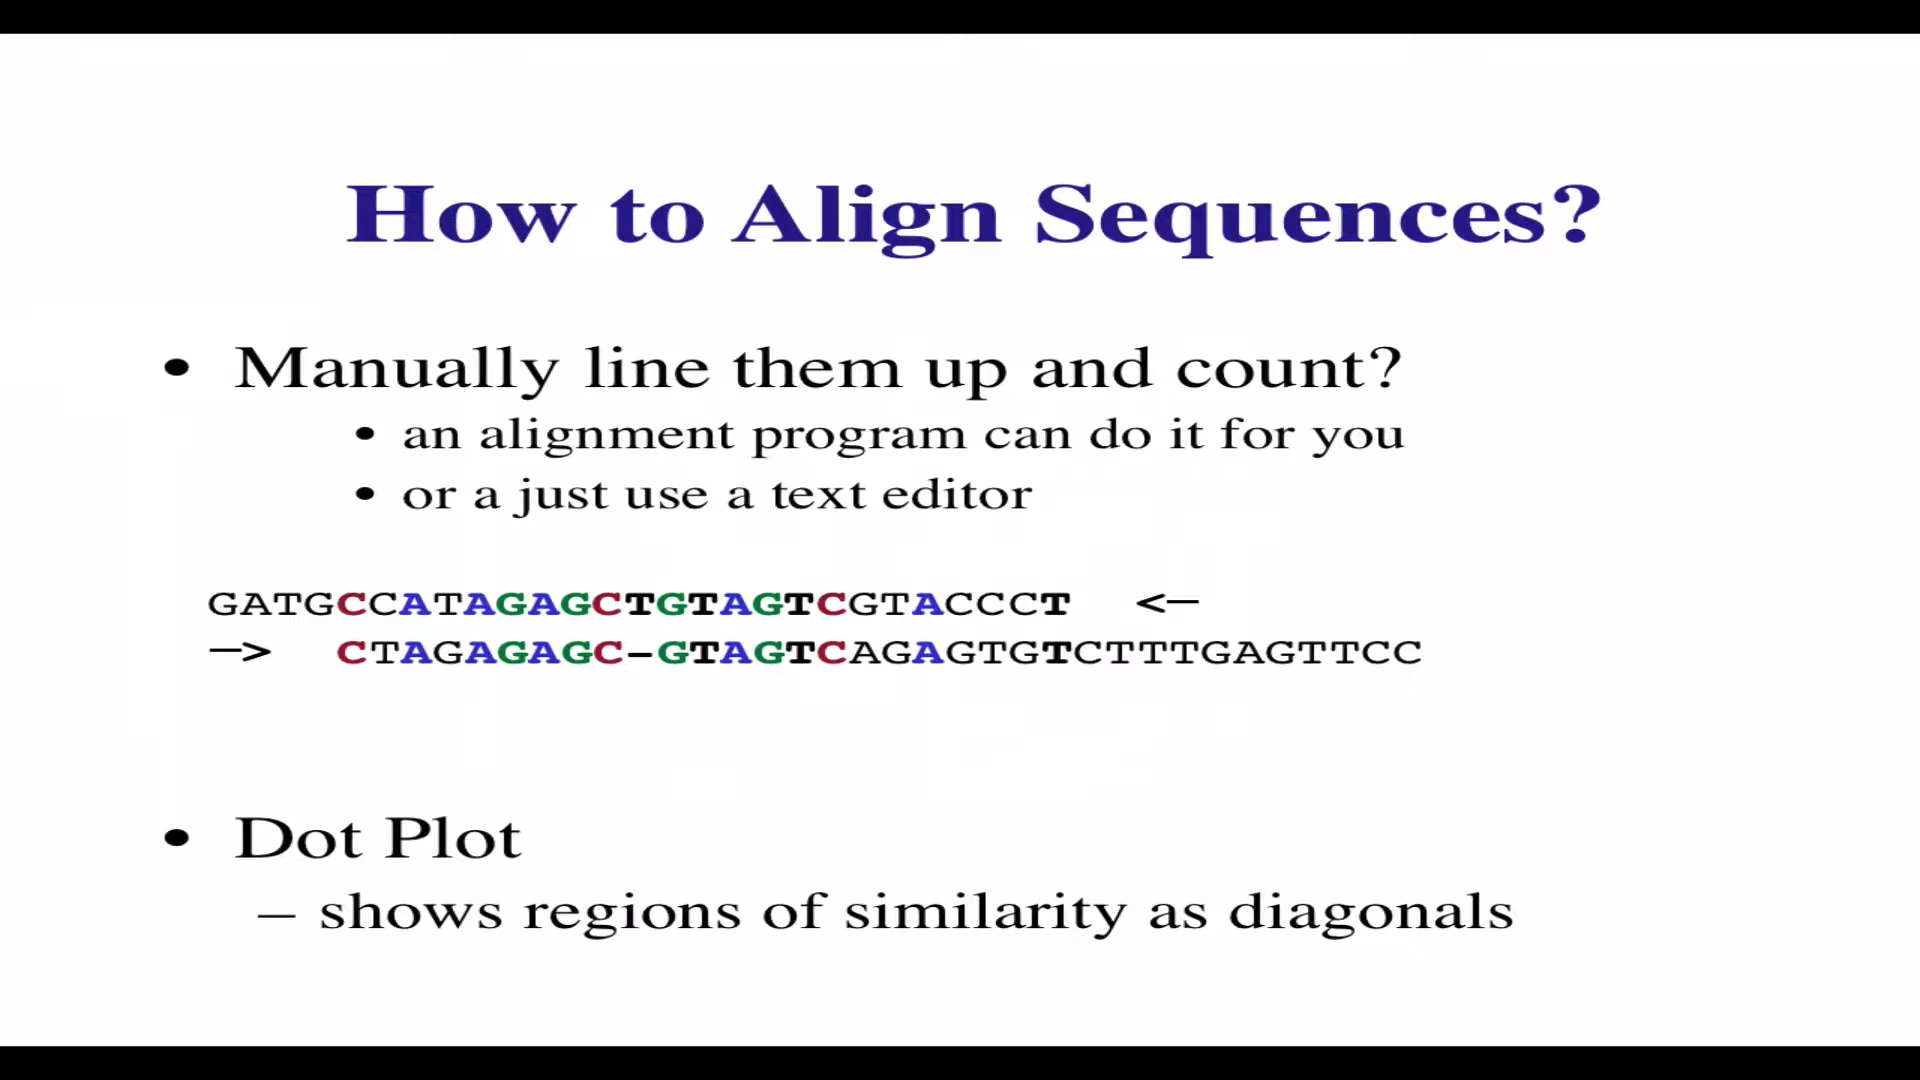 How to Align Sequences?
• Manually line them up and count?
• an alignment program can do it for you
• or a just use a text editor
GATGCCATAGAGCTGTAGTCGTACCCT <—
—> CTAGAGAGC-GTAGTCAGAGTGTCTTTGAGTTCC
• Dot Plot
– shows regions of similarity as diagonals